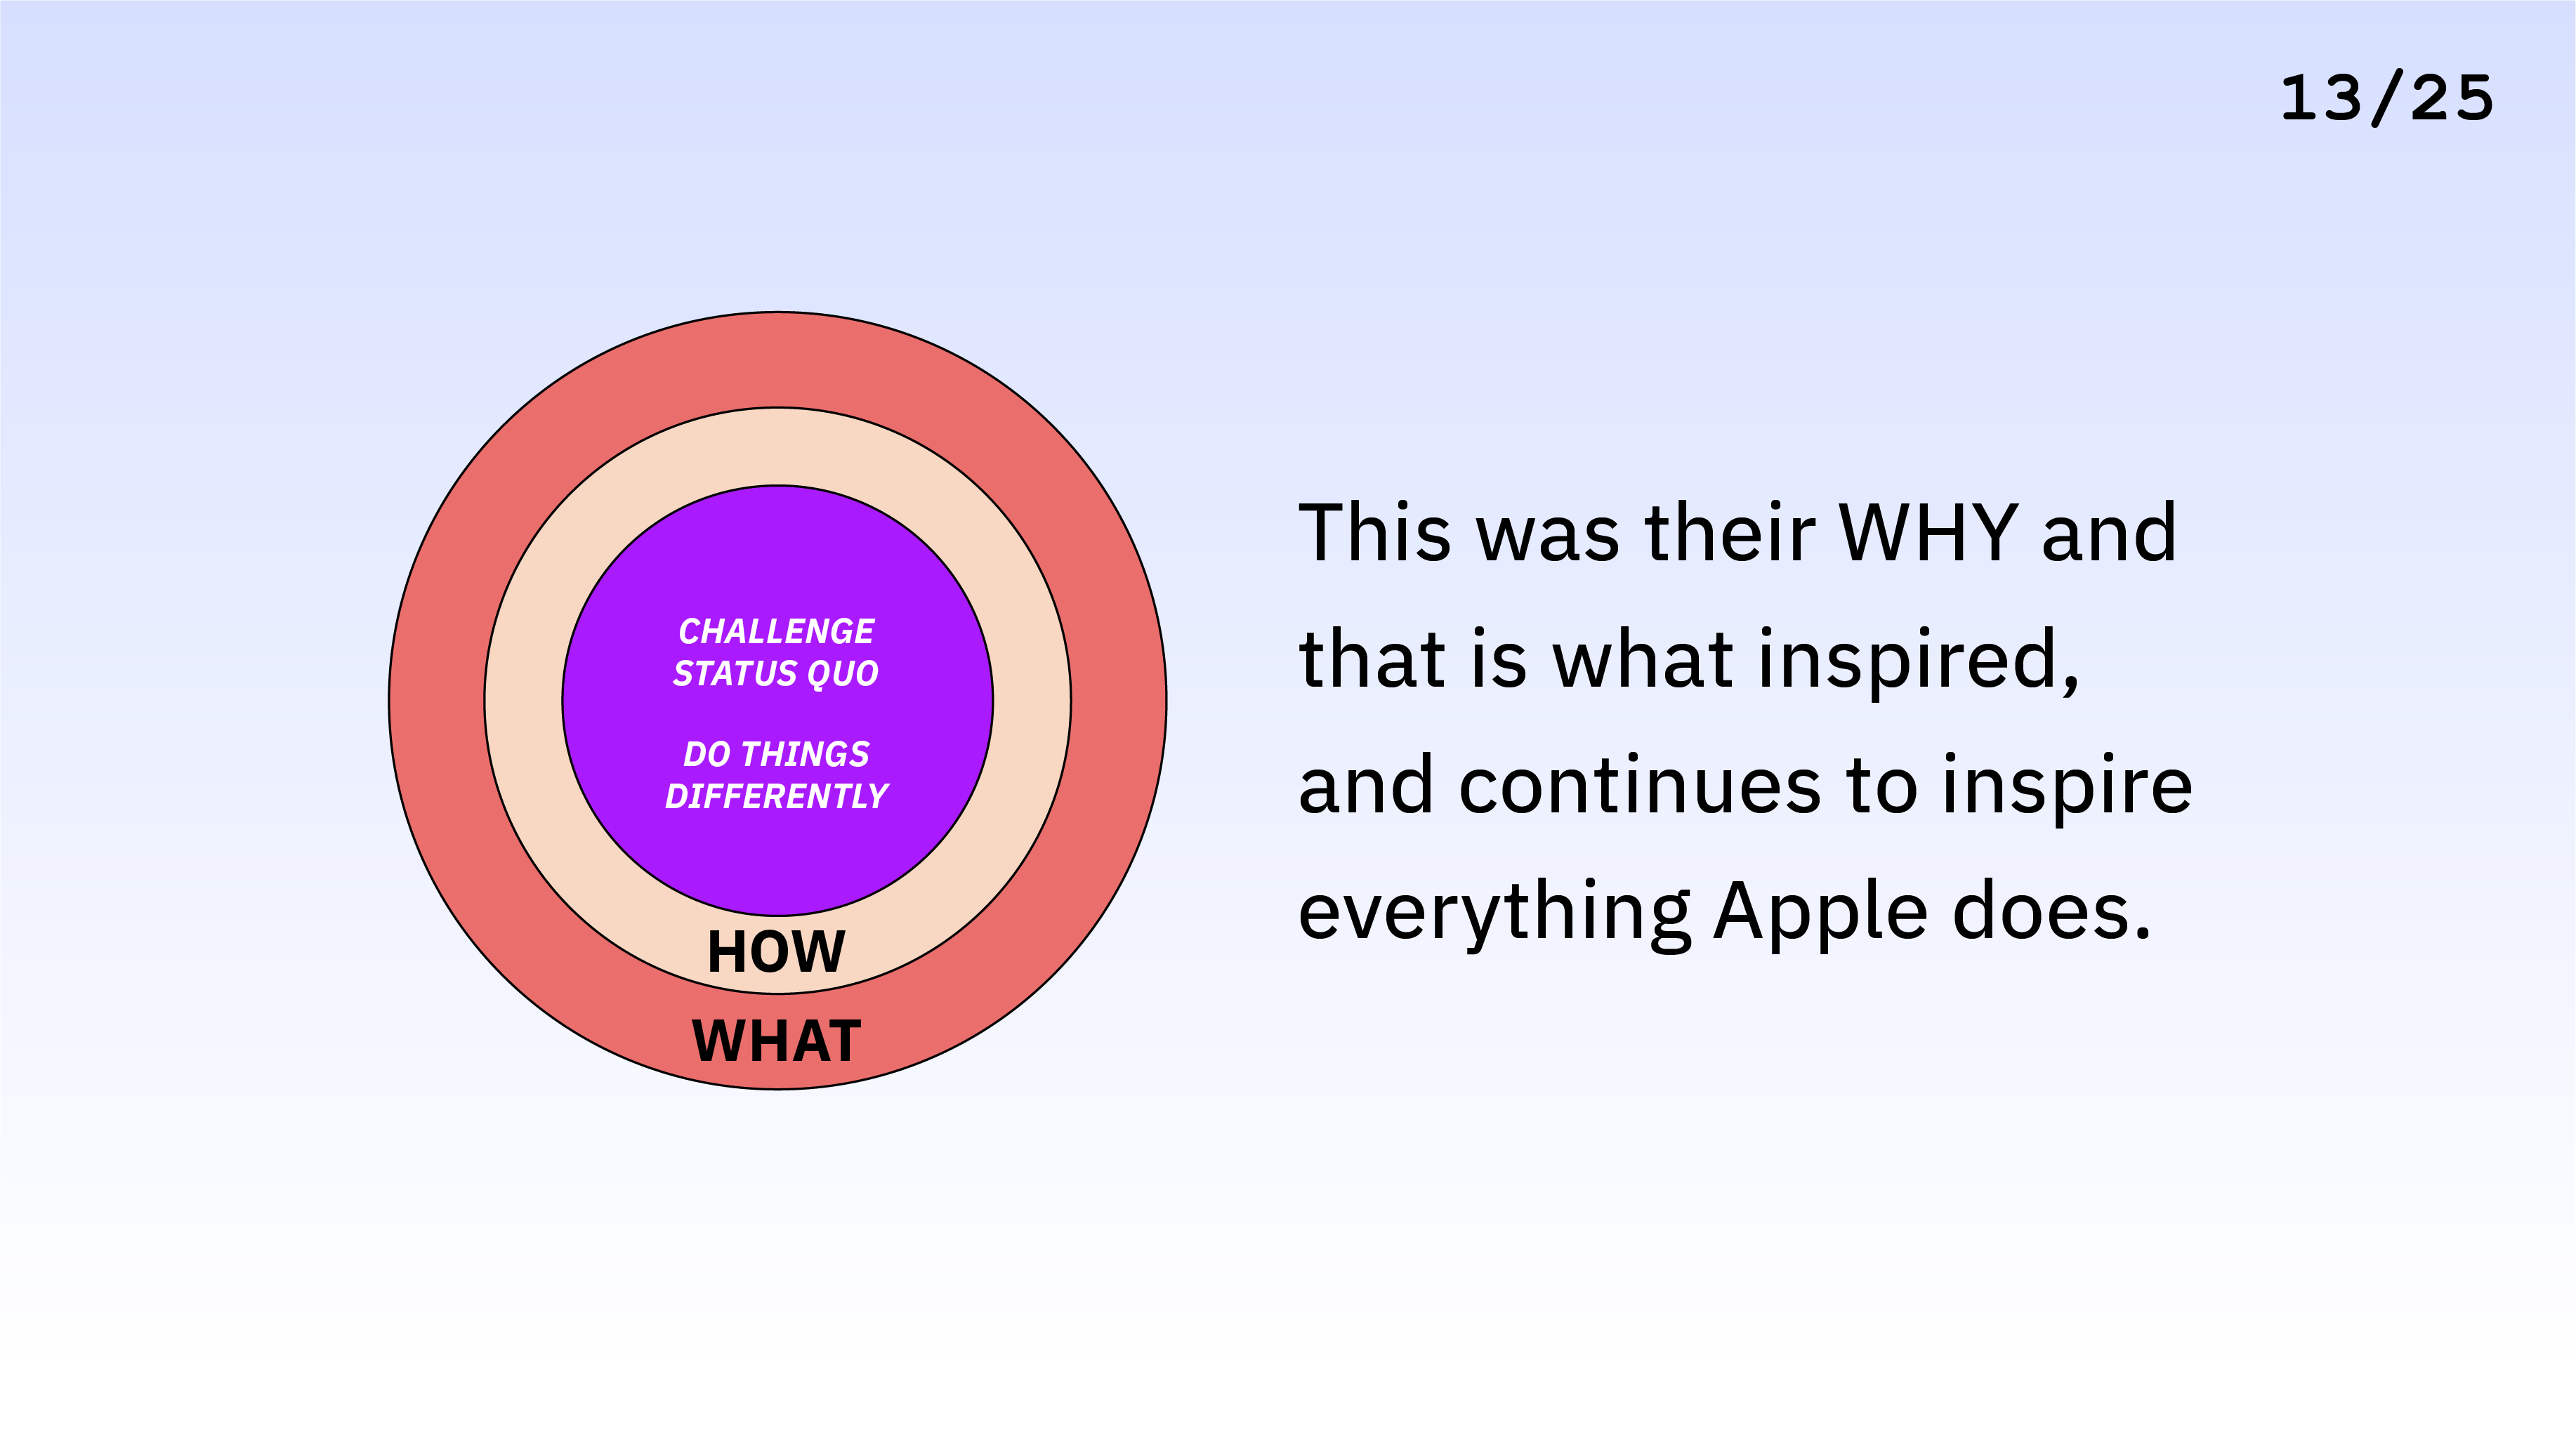 13/25
CHALLENGE
STATUS QUO
DO THINGS
DIFFERENTLY
HOW
WHAT
This was their WHY and
that is what inspired,
and continues to inspire
everything Apple does.